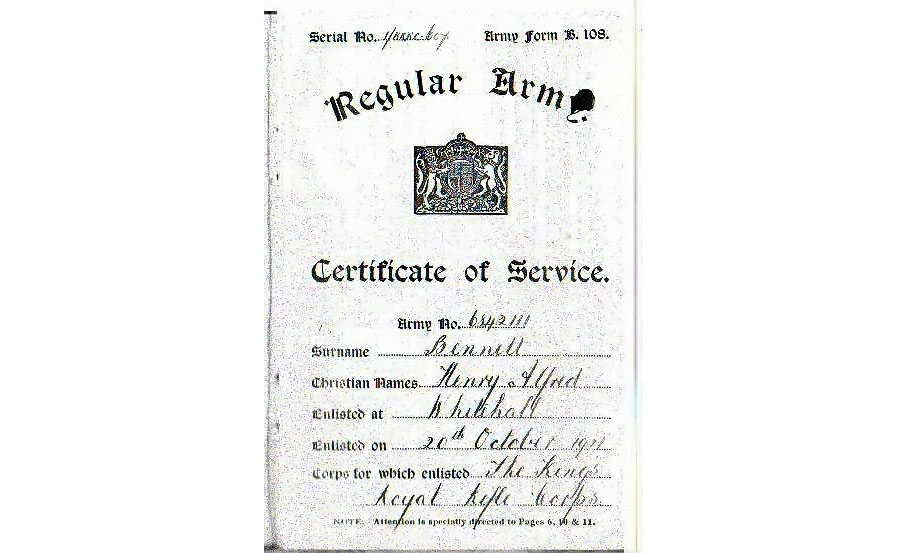 Serial No. Army Form B. 108.
Regular Army.
Certificate of Service.
Army No. 6842111
Surname Bennett
Christian Names Henry Alfred
Enlisted at Whitehall
Enlisted on 20th October
Corps for which enlisted The Kings
Royal Rifle Corps.
NOTE. Attention is specially directed to Pages 6, 10 & 11.